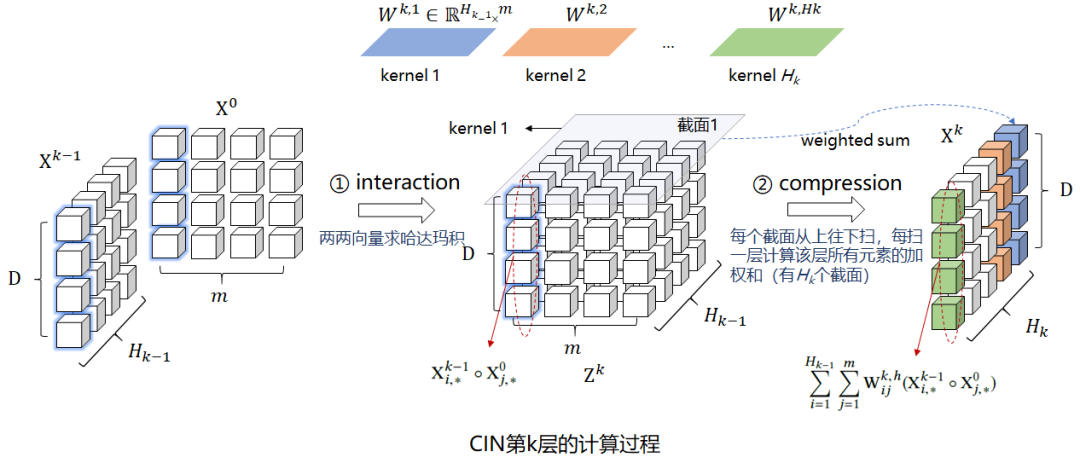 W^{k,1} ∈ ℝ^{H_{k-1}×m} W^{k,2} W^{k,Hk}
...
kernel 1 kernel 2 kernel H_k
X^0
kernel 1
截面1
weighted sum
X^{k-1}
X^k
① interaction
② compression
两两向量求哈达玛积
每个截面从上往下扫，每扫
一层计算该层所有元素的加
权和（有H_k个截面）
D
D
D
m
H_{k-1}
H_{k-1}
H_k
m
X^{k-1}_{i,*} ∘ X^0_{j,*}
Z^k
\sum_{i=1}^{H_{k-1}} \sum_{j=1}^{m} W^{k,h}_{ij}(X^{k-1}_{i,*} ∘ X^0_{j,*})
CIN第k层的计算过程